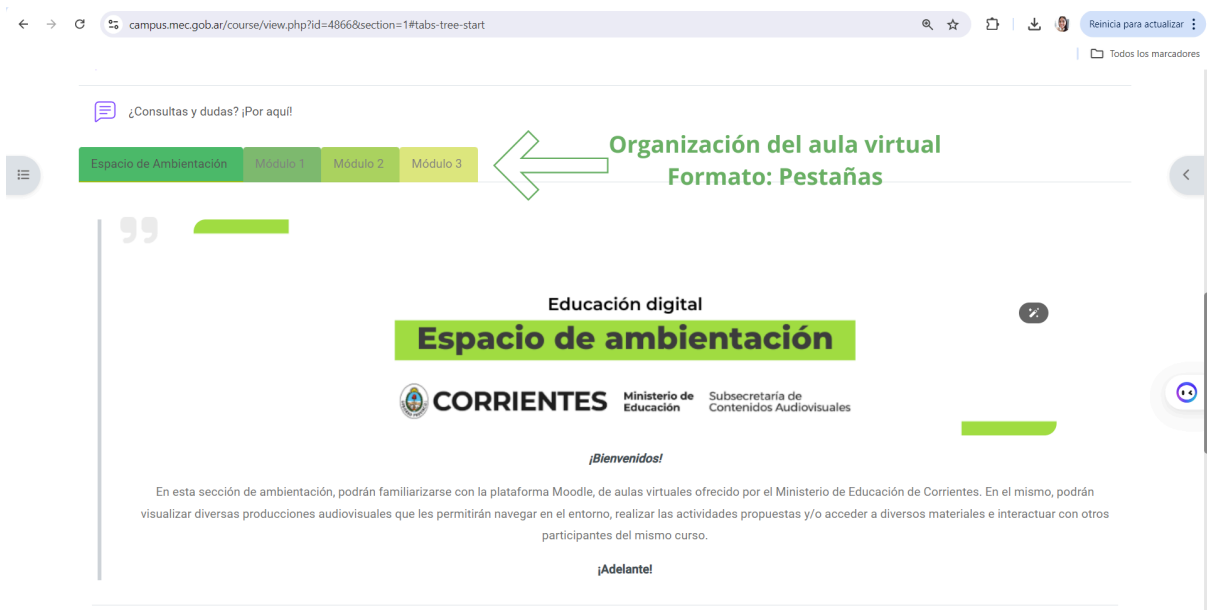 campus.mec.gob.ar/course/view.php?id=4866&section=1#tabs-tree-start
Reinicia para actualizar
Todos los marcadores
¿Consultas y dudas? ¡Por aquí!
Espacio de Ambientación Módulo 1 Módulo 2 Módulo 3
Organización del aula virtual
Formato: Pestañas
Educación digital
Espacio de ambientación
CORRIENTES
Ministerio de
Educación
Subsecretaría de
Contenidos Audiovisuales
¡Bienvenidos!
En esta sección de ambientación, podrán familiarizarse con la plataforma Moodle, de aulas virtuales ofrecido por el Ministerio de Educación de Corrientes. En el mismo, podrán
visualizar diversas producciones audiovisuales que les permitirán navegar en el entorno, realizar las actividades propuestas y/o acceder a diversos materiales e interactuar con otros
participantes del mismo curso.
¡Adelante!